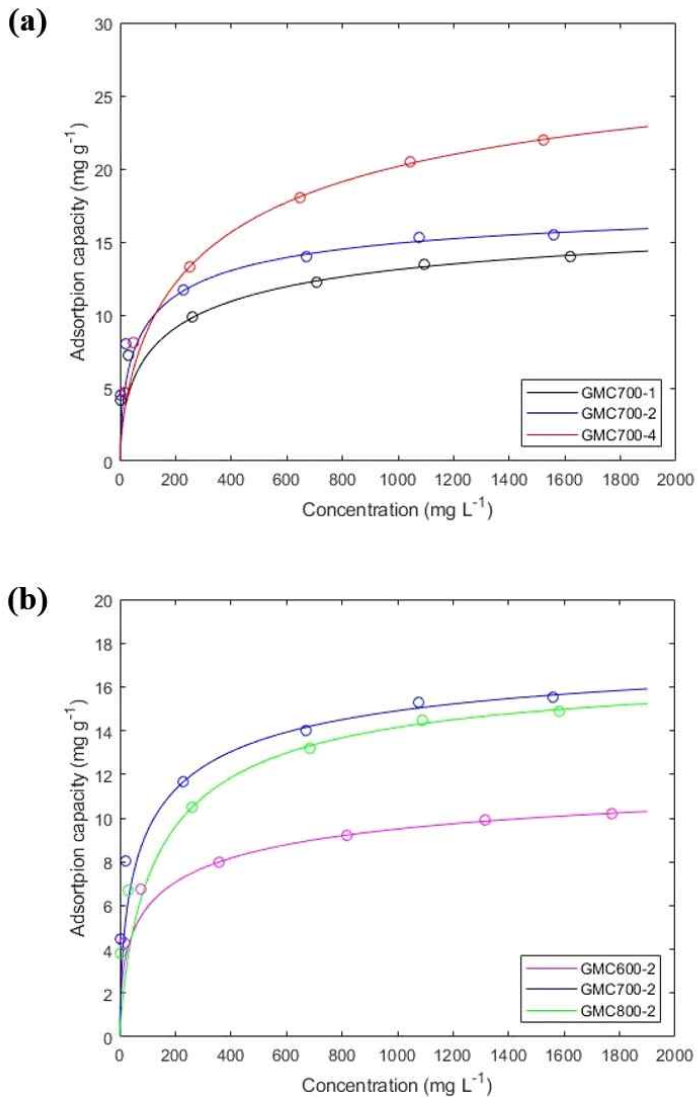 (a)
30
25
20
15
10
5
0
Adsortpion capacity (mg g⁻¹)
0 200 400 600 800 1000 1200 1400 1600 1800 2000
Concentration (mg L⁻¹)
GMC700-1
GMC700-2
GMC700-4
(b)
20
18
16
14
12
10
8
6
4
2
0
Adsortpion capacity (mg g⁻¹)
0 200 400 600 800 1000 1200 1400 1600 1800 2000
Concentration (mg L⁻¹)
GMC600-2
GMC700-2
GMC800-2